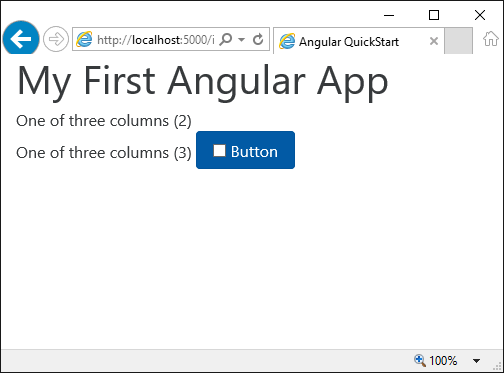 http://localhost:5000/i
Angular QuickStart
My First Angular App
One of three columns (2)
One of three columns (3) Button
100%